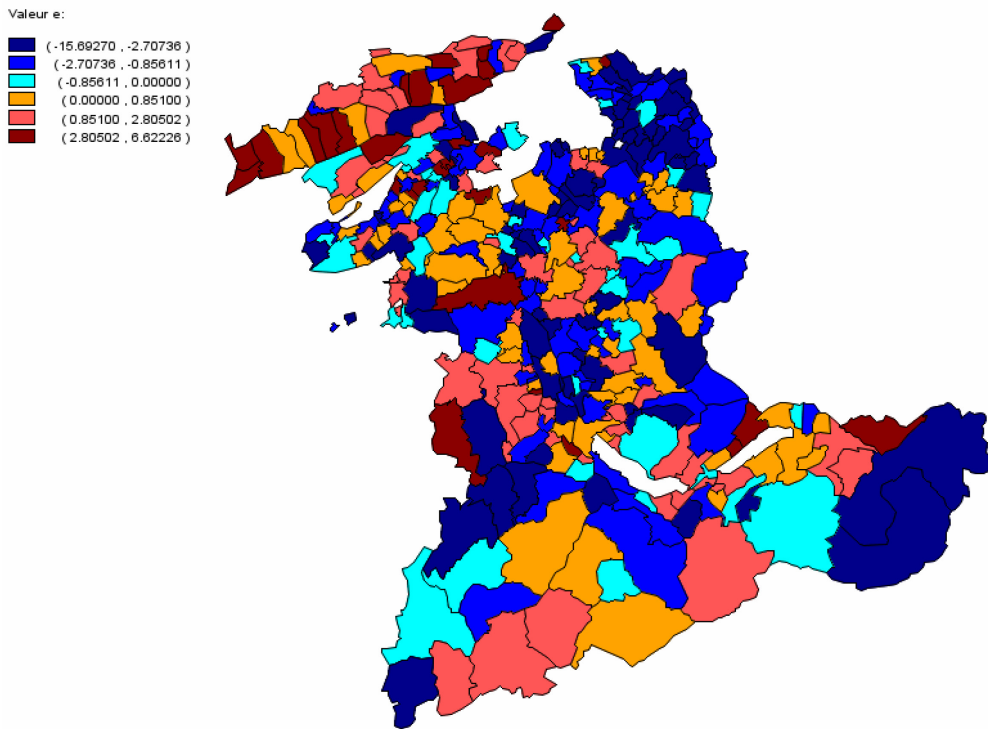 Valeur e:
( -15.69270 , -2.70736 )
( -2.70736 , -0.85611 )
( -0.85611 , 0.00000 )
( 0.00000 , 0.85100 )
( 0.85100 , 2.80502 )
( 2.80502 , 6.62226 )